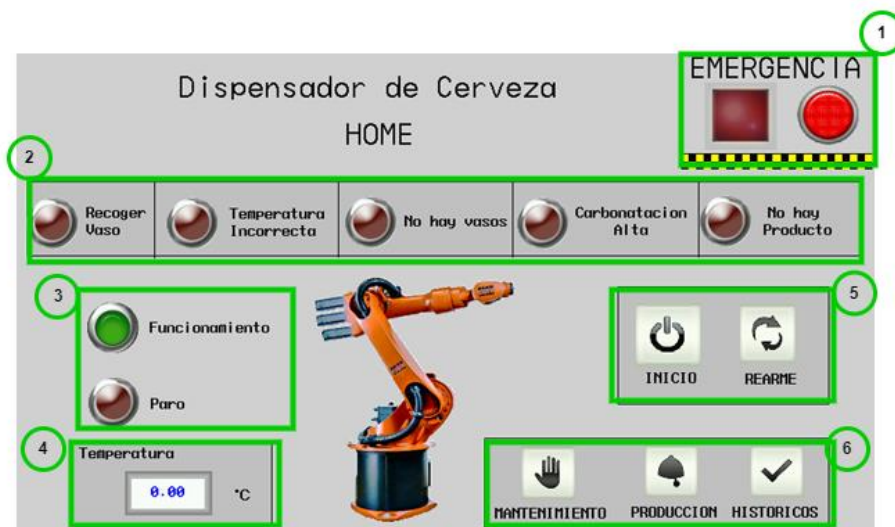 1
EMERGENCIA
Dispensador de Cerveza
HOME
2
Recoger
Vaso
Temperatura
Incorrecta
No hay vasos
Carbonatacion
Alta
No hay
Producto
3
Funcionamiento
Paro
5
INICIO
REARME
4
Temperatura
0.00
°C
6
MANTENIMIENTO
PRODUCCION
HISTORICOS